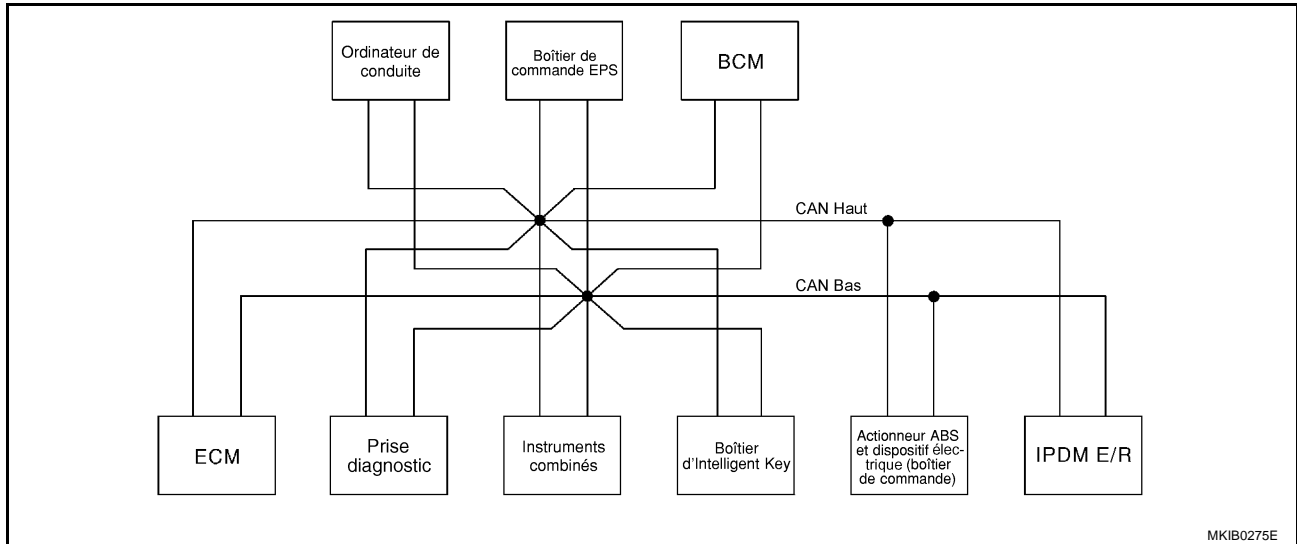 Ordinateur de
conduite
Boîtier de
commande EPS
BCM
CAN Haut
CAN Bas
ECM
Prise
diagnostic
Instruments
combinés
Boîtier
d'Intelligent Key
Actionneur ABS
et dispositif élec-
trique (boîtier
de commande)
IPDM E/R
MKIB0275E